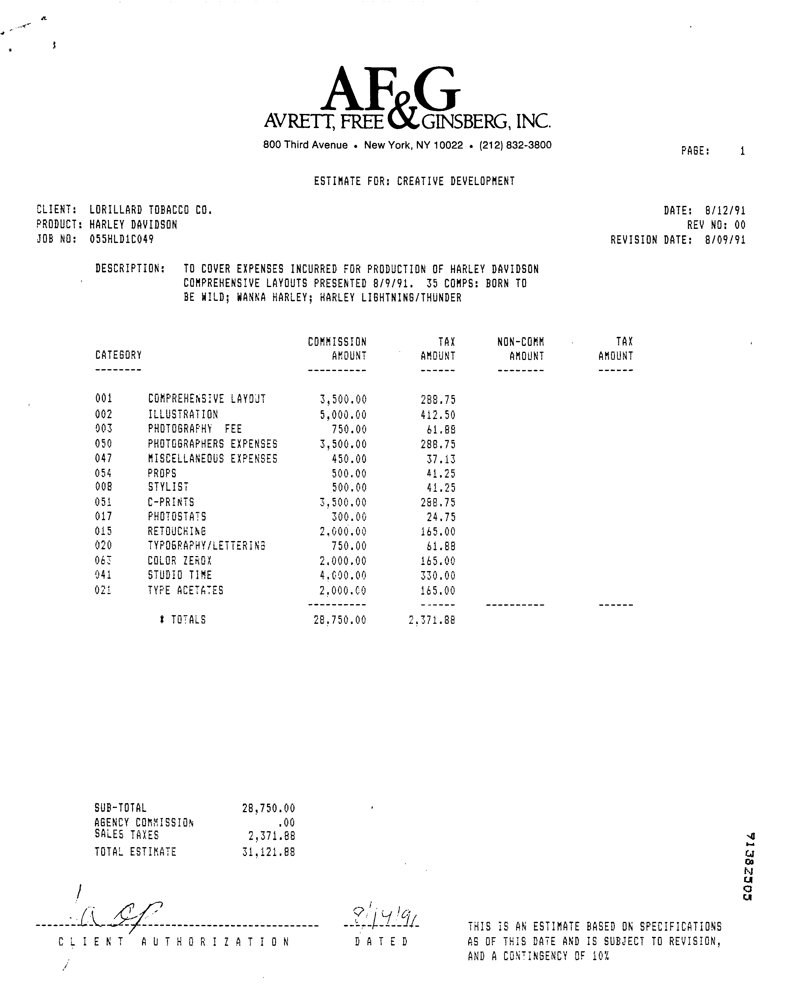 AF&G
AVRETT, FREE & GINSBERG, INC.
800 Third Avenue • New York, NY 10022 • (212) 832-3800
PAGE: 1
ESTIMATE FOR: CREATIVE DEVELOPMENT
CLIENT: LORILLARD TOBACCO CO. DATE: 8/12/91
PRODUCT: HARLEY DAVIDSON REV NO: 00
JOB NO: 055HLD1C049 REVISION DATE: 8/09/91
DESCRIPTION: TO COVER EXPENSES INCURRED FOR PRODUCTION OF HARLEY DAVIDSON
COMPREHENSIVE LAYOUTS PRESENTED 8/9/91. 35 COMPS: BORN TO
BE WILD; WANNA HARLEY; HARLEY LIGHTNING/THUNDER
COMMISSION TAX NON-COMM TAX
CATEGORY AMOUNT AMOUNT AMOUNT AMOUNT
-------- ---------- ------ -------- ------
001 COMPREHENSIVE LAYOUT 3,500.00 288.75
002 ILLUSTRATION 5,000.00 412.50
003 PHOTOGRAPHY FEE 750.00 61.88
050 PHOTOGRAPHERS EXPENSES 3,500.00 288.75
047 MISCELLANEOUS EXPENSES 450.00 37.13
054 PROPS 500.00 41.25
008 STYLIST 500.00 41.25
051 C-PRINTS 3,500.00 288.75
017 PHOTOSTATS 300.00 24.75
015 RETOUCHING 2,000.00 165.00
020 TYPOGRAPHY/LETTERING 750.00 61.88
063 COLOR ZEROX 2,000.00 165.00
041 STUDIO TIME 4,000.00 330.00
021 TYPE ACETATES 2,000.00 165.00
---------- ------ ---------- ------
* TOTALS 28,750.00 2,371.88
SUB-TOTAL 28,750.00
AGENCY COMMISSION .00
SALES TAXES 2,371.88
TOTAL ESTIMATE 31,121.88
71382505
8/14/91
CLIENT AUTHORIZATION DATED
THIS IS AN ESTIMATE BASED ON SPECIFICATIONS
AS OF THIS DATE AND IS SUBJECT TO REVISION,
AND A CONTINGENCY OF 10%